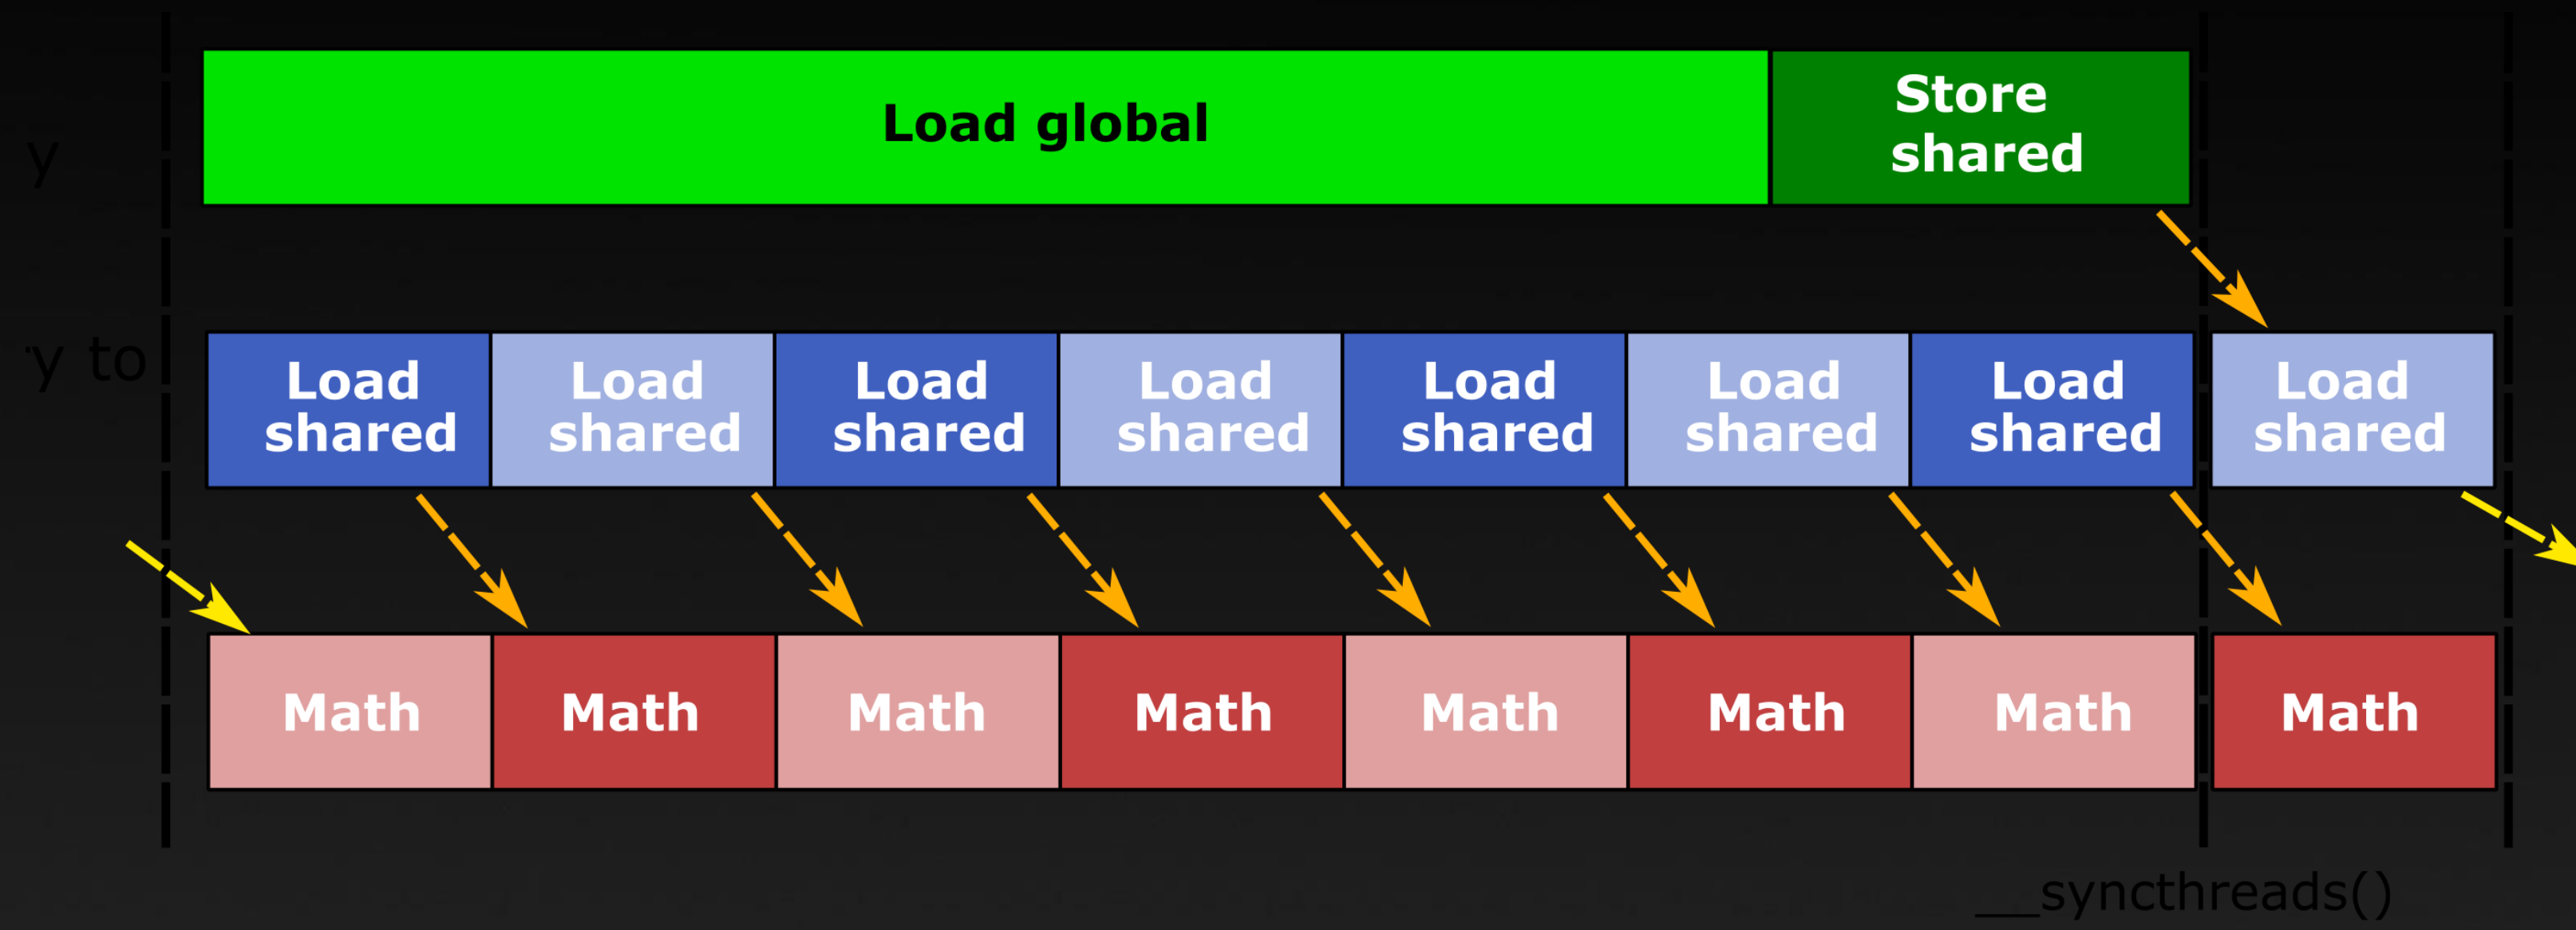 Load global
Store
shared
y
y to
Load Load Load Load Load Load Load Load
shared shared shared shared shared shared shared shared
Math Math Math Math Math Math Math Math
__syncthreads()